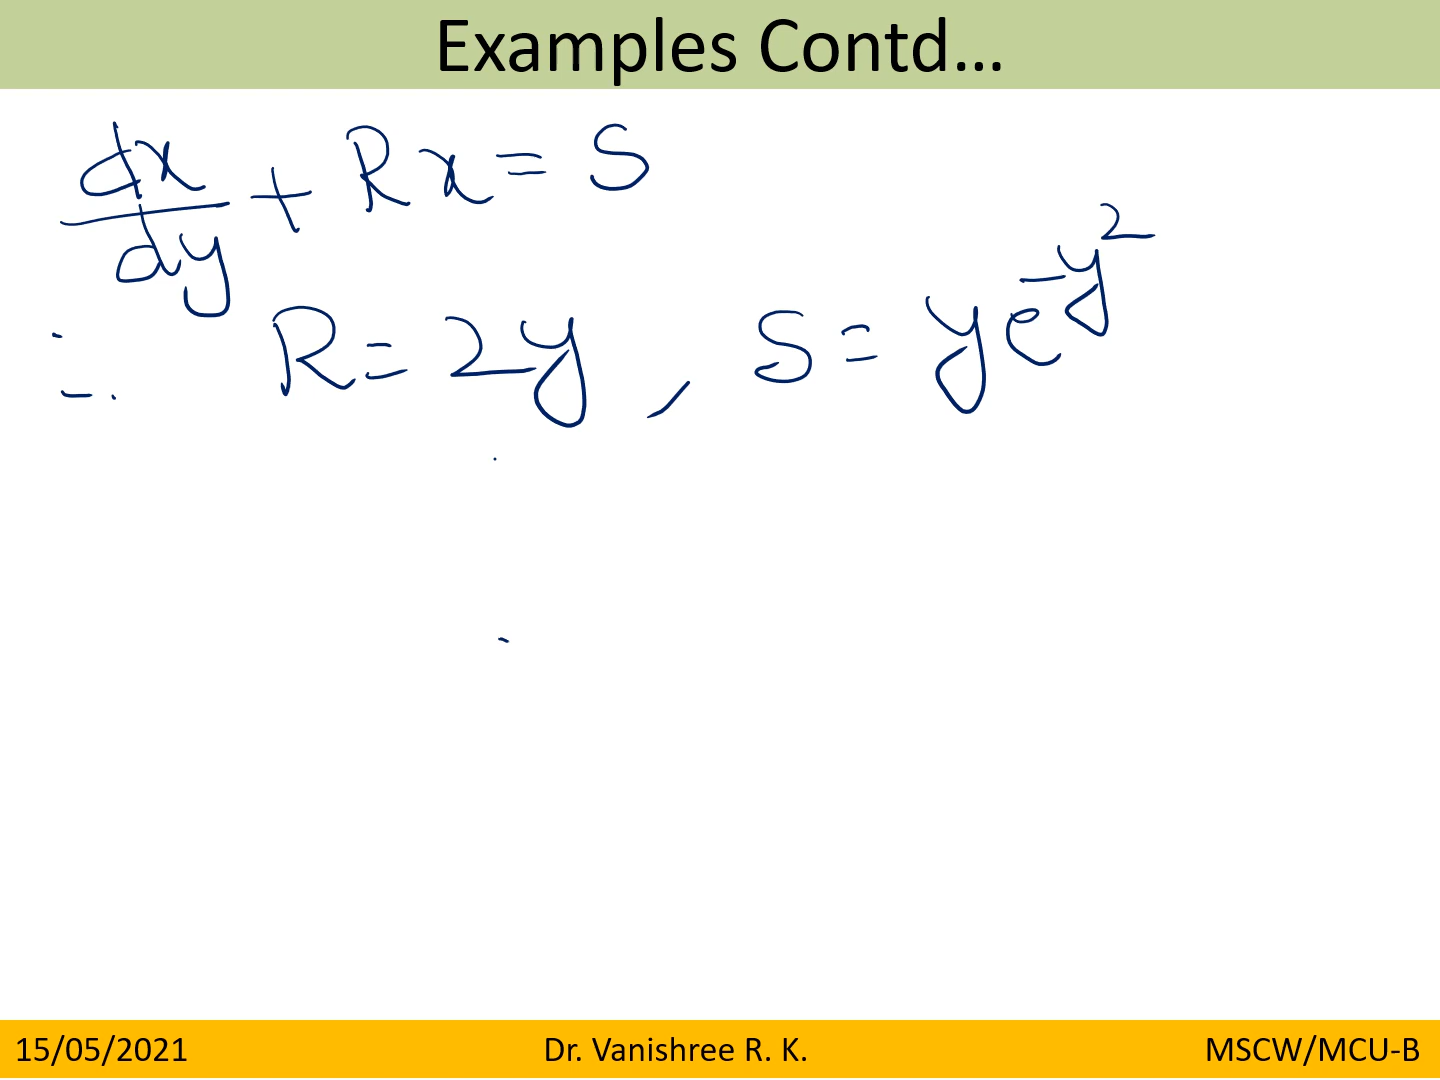 Examples Contd...
dx/dy + Rx = S
∴ R = 2y, S = ye^{-y^2}
15/05/2021 Dr. Vanishree R. K. MSCW/MCU-B